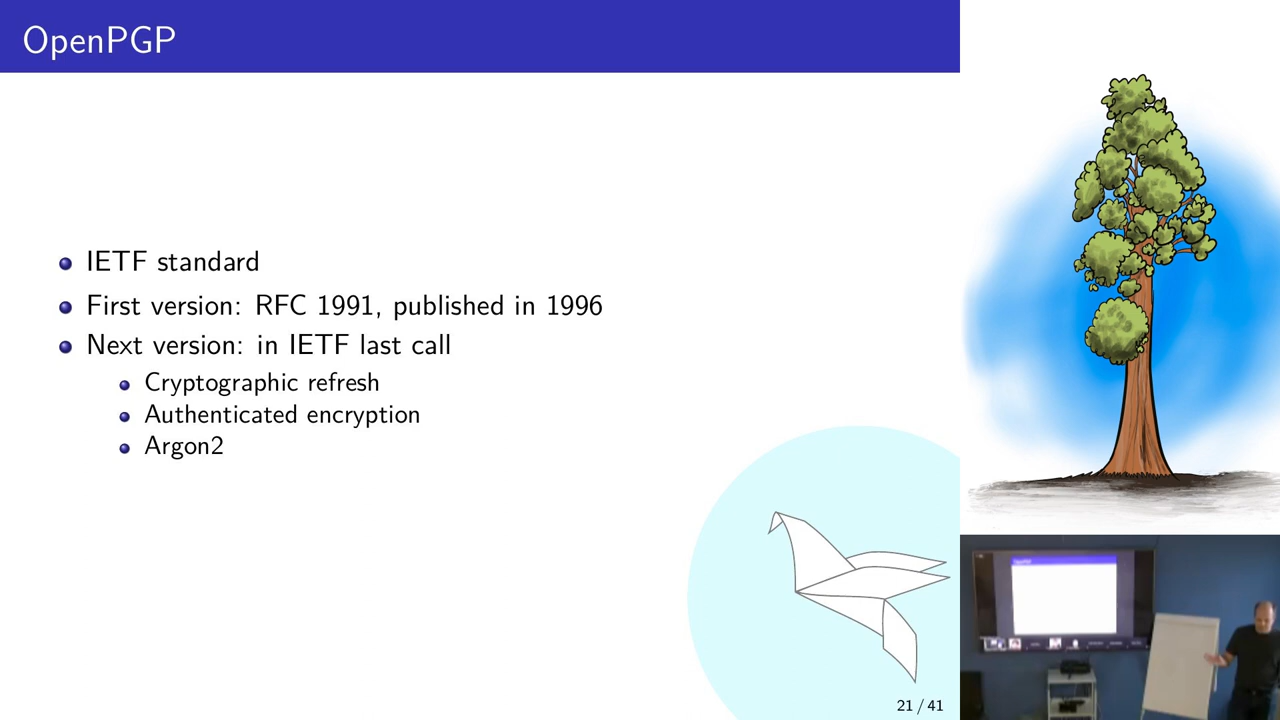 OpenPGP
IETF standard
First version: RFC 1991, published in 1996
Next version: in IETF last call
Cryptographic refresh
Authenticated encryption
Argon2
21 / 41
OpenPGP